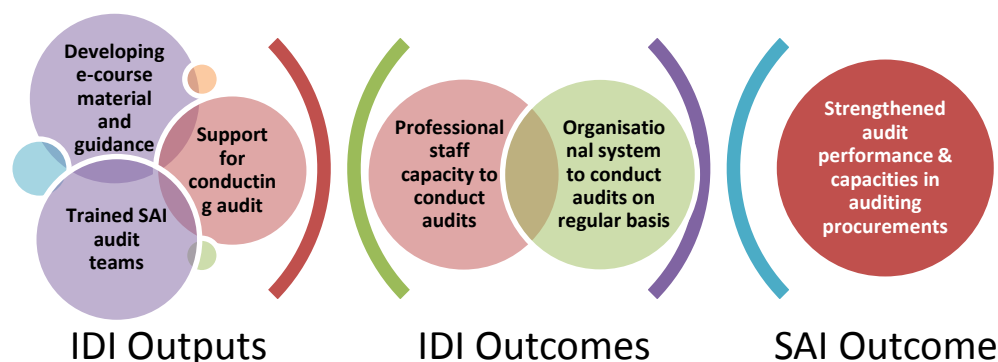 Developing
e-course
material
and
guidance
Support
for
conductin
g audit
Trained SAI
audit
teams
IDI Outputs
Professional
staff
capacity to
conduct
audits
Organisatio
nal system
to conduct
audits on
regular basis
IDI Outcomes
Strengthened
audit
performance &
capacities in
auditing
procurements
SAI Outcome